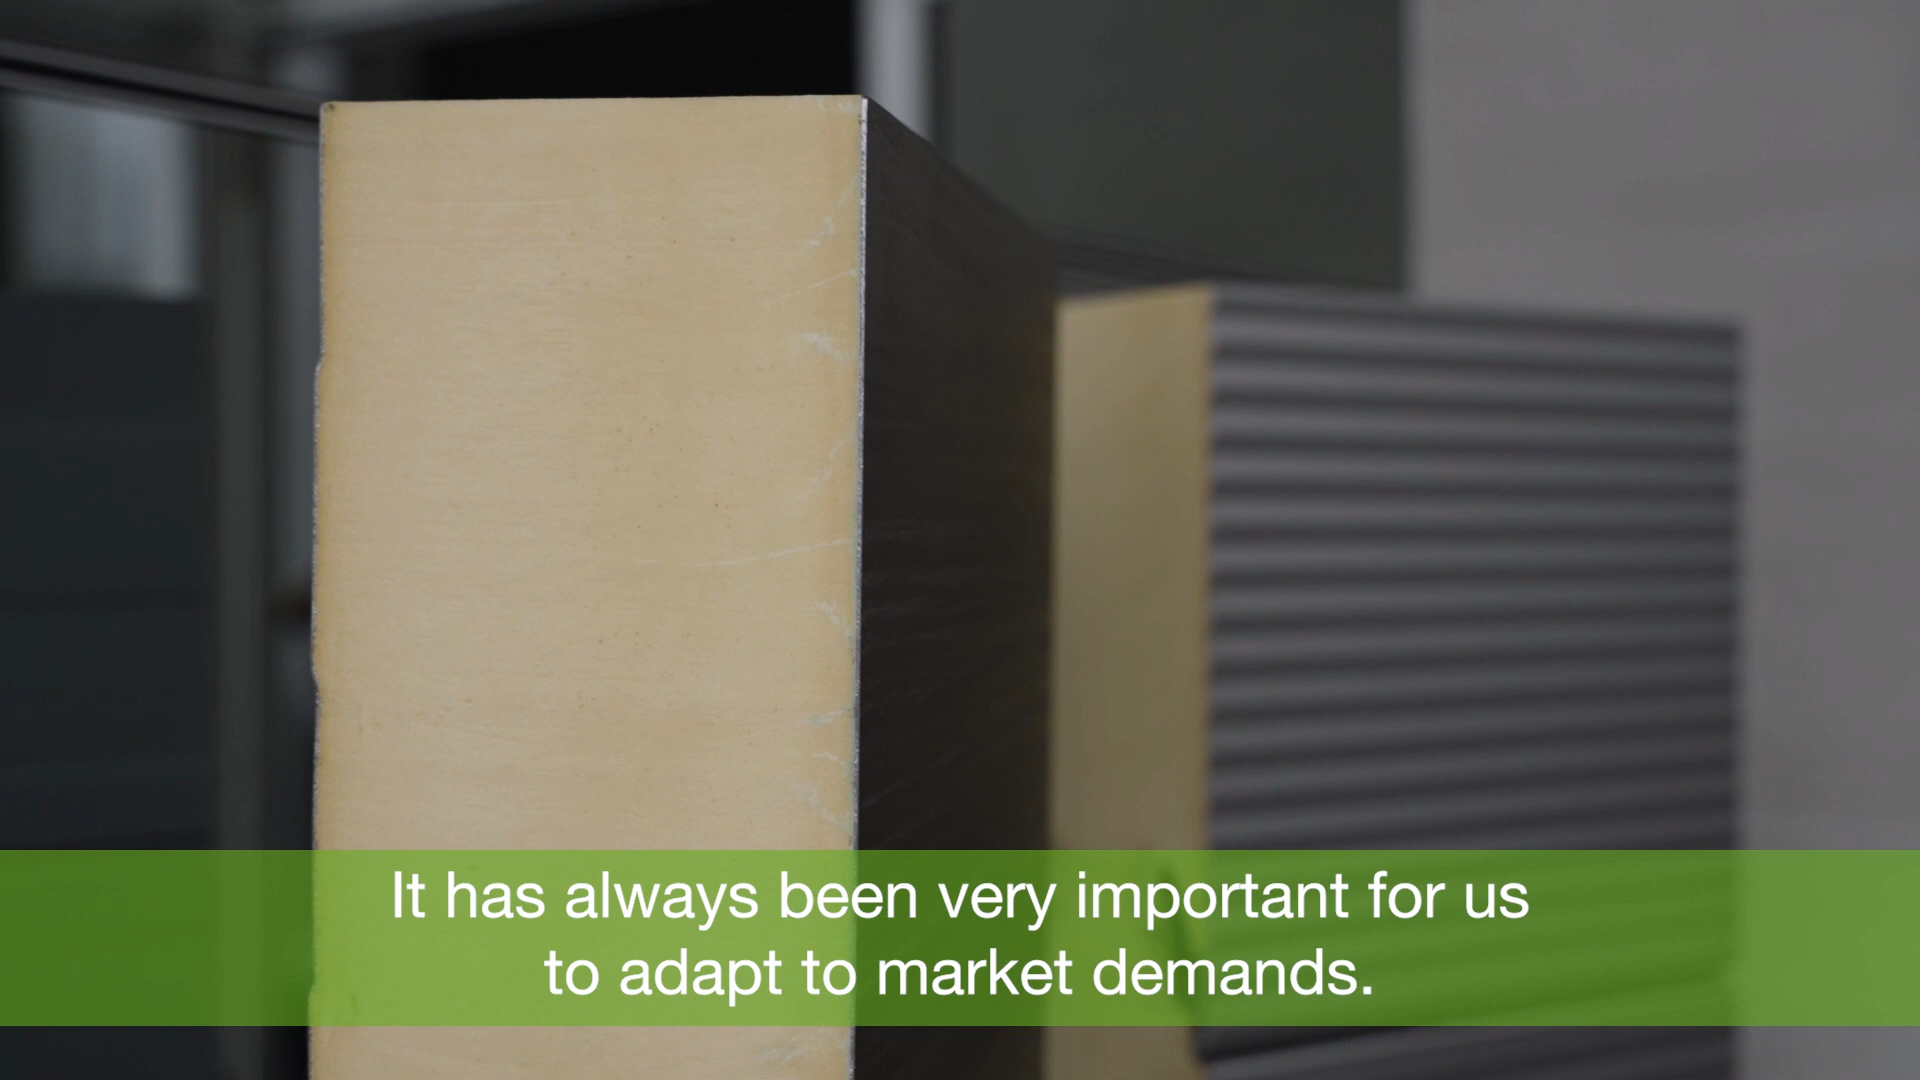 It has always been very important for us
to adapt to market demands.